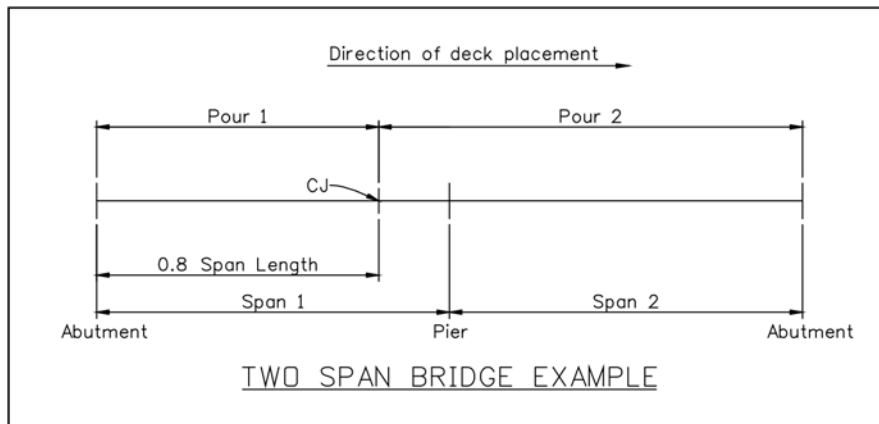 Direction of deck placement
Pour 1 Pour 2
CJ
0.8 Span Length
Span 1 Span 2
Abutment Pier Abutment
TWO SPAN BRIDGE EXAMPLE